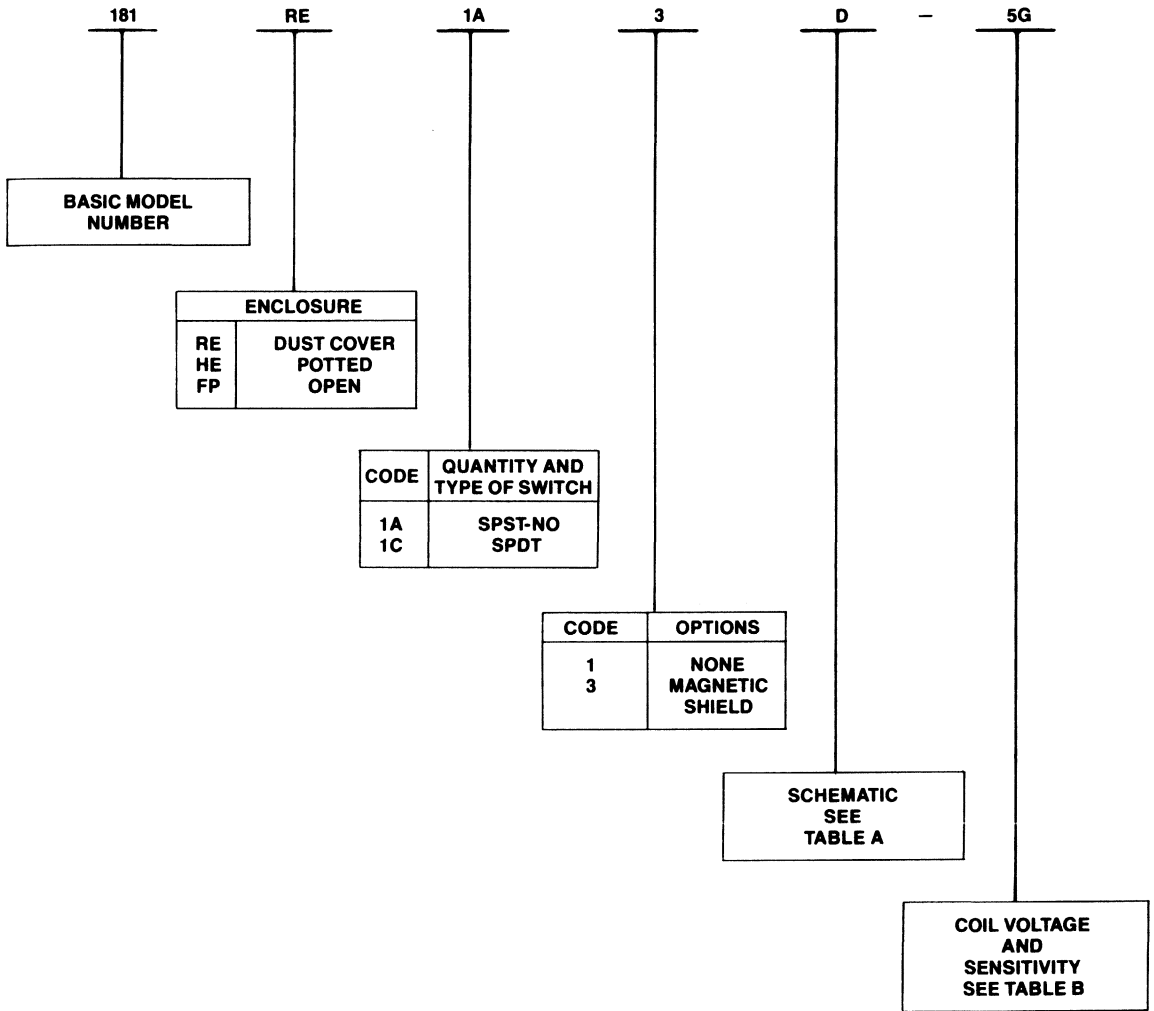 181 RE 1A 3 D – 5G
BASIC MODEL
NUMBER
ENCLOSURE
RE DUST COVER
HE POTTED
FP OPEN
CODE QUANTITY AND
TYPE OF SWITCH
1A SPST-NO
1C SPDT
CODE OPTIONS
1 NONE
3 MAGNETIC
SHIELD
SCHEMATIC
SEE
TABLE A
COIL VOLTAGE
AND
SENSITIVITY
SEE TABLE B